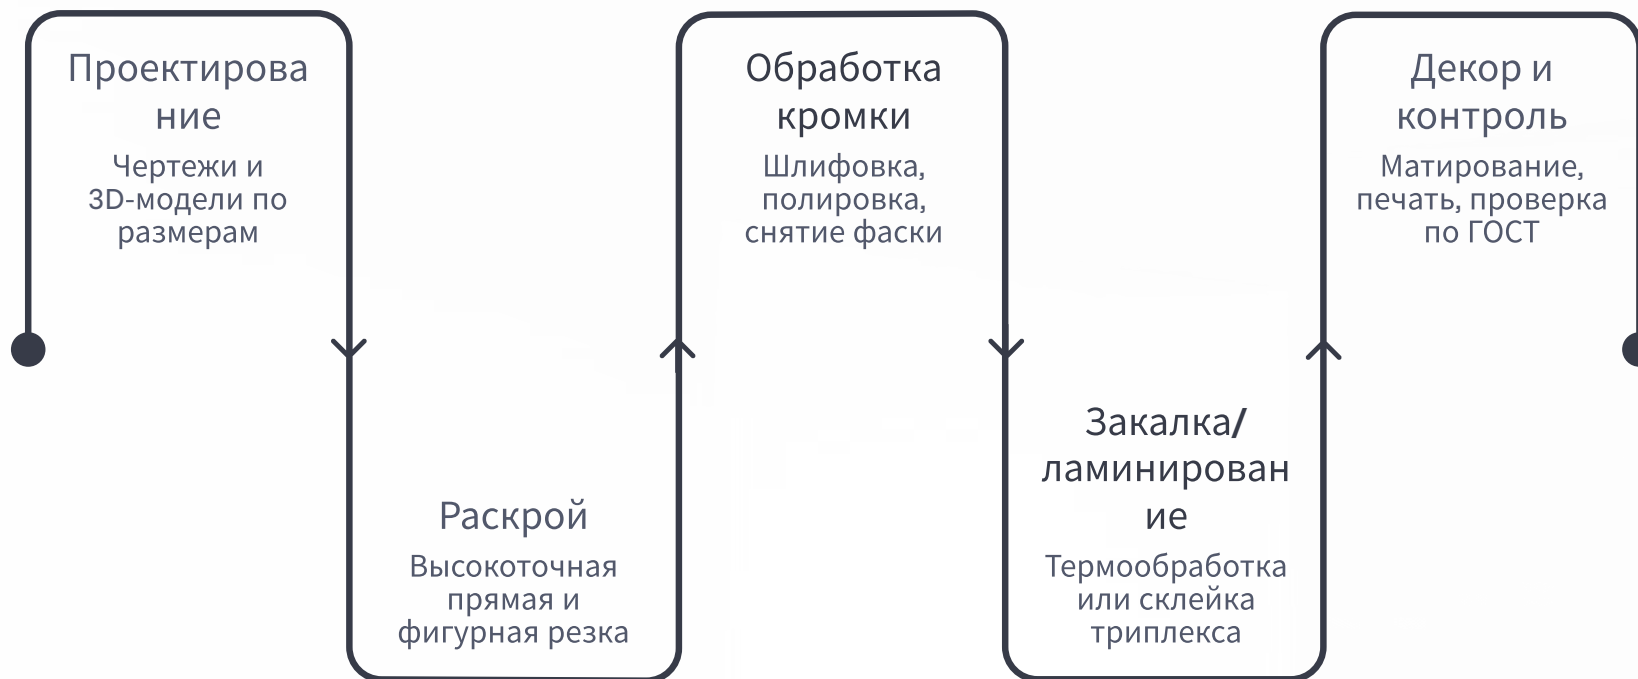 Проектирова
ние
Чертежи и
3D-модели по
размерам
Раскрой
Высокоточная
прямая и
фигурная резка
Обработка
кромки
Шлифовка,
полировка,
снятие фаски
Закалка/
ламинирован
ие
Термообработка
или склейка
триплекса
Декор и
контроль
Матирование,
печать, проверка
по ГОСТ